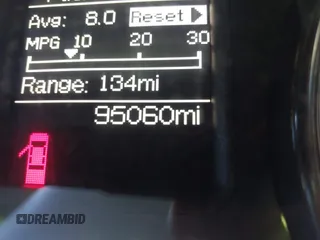 Avg: 8.0 Reset
MPG 10 20 30
Range: 134mi
95060mi
DREAMBID